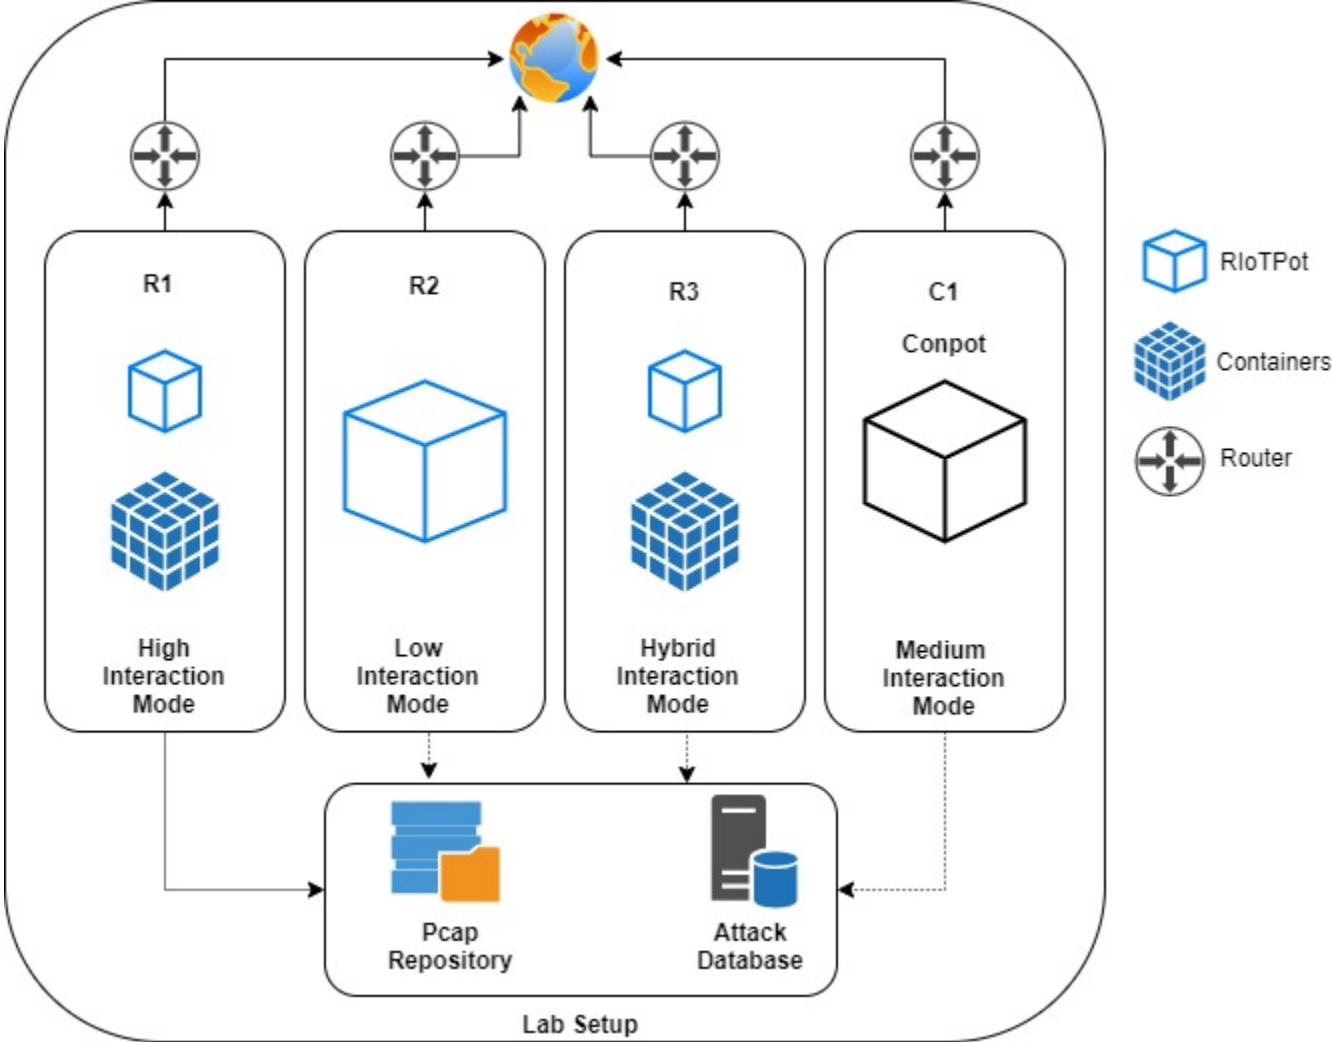 R1
R2
R3
C1
Conpot
High
Interaction
Mode
Low
Interaction
Mode
Hybrid
Interaction
Mode
Medium
Interaction
Mode
RIoTPot
Containers
Router
Pcap
Repository
Attack
Database
Lab Setup